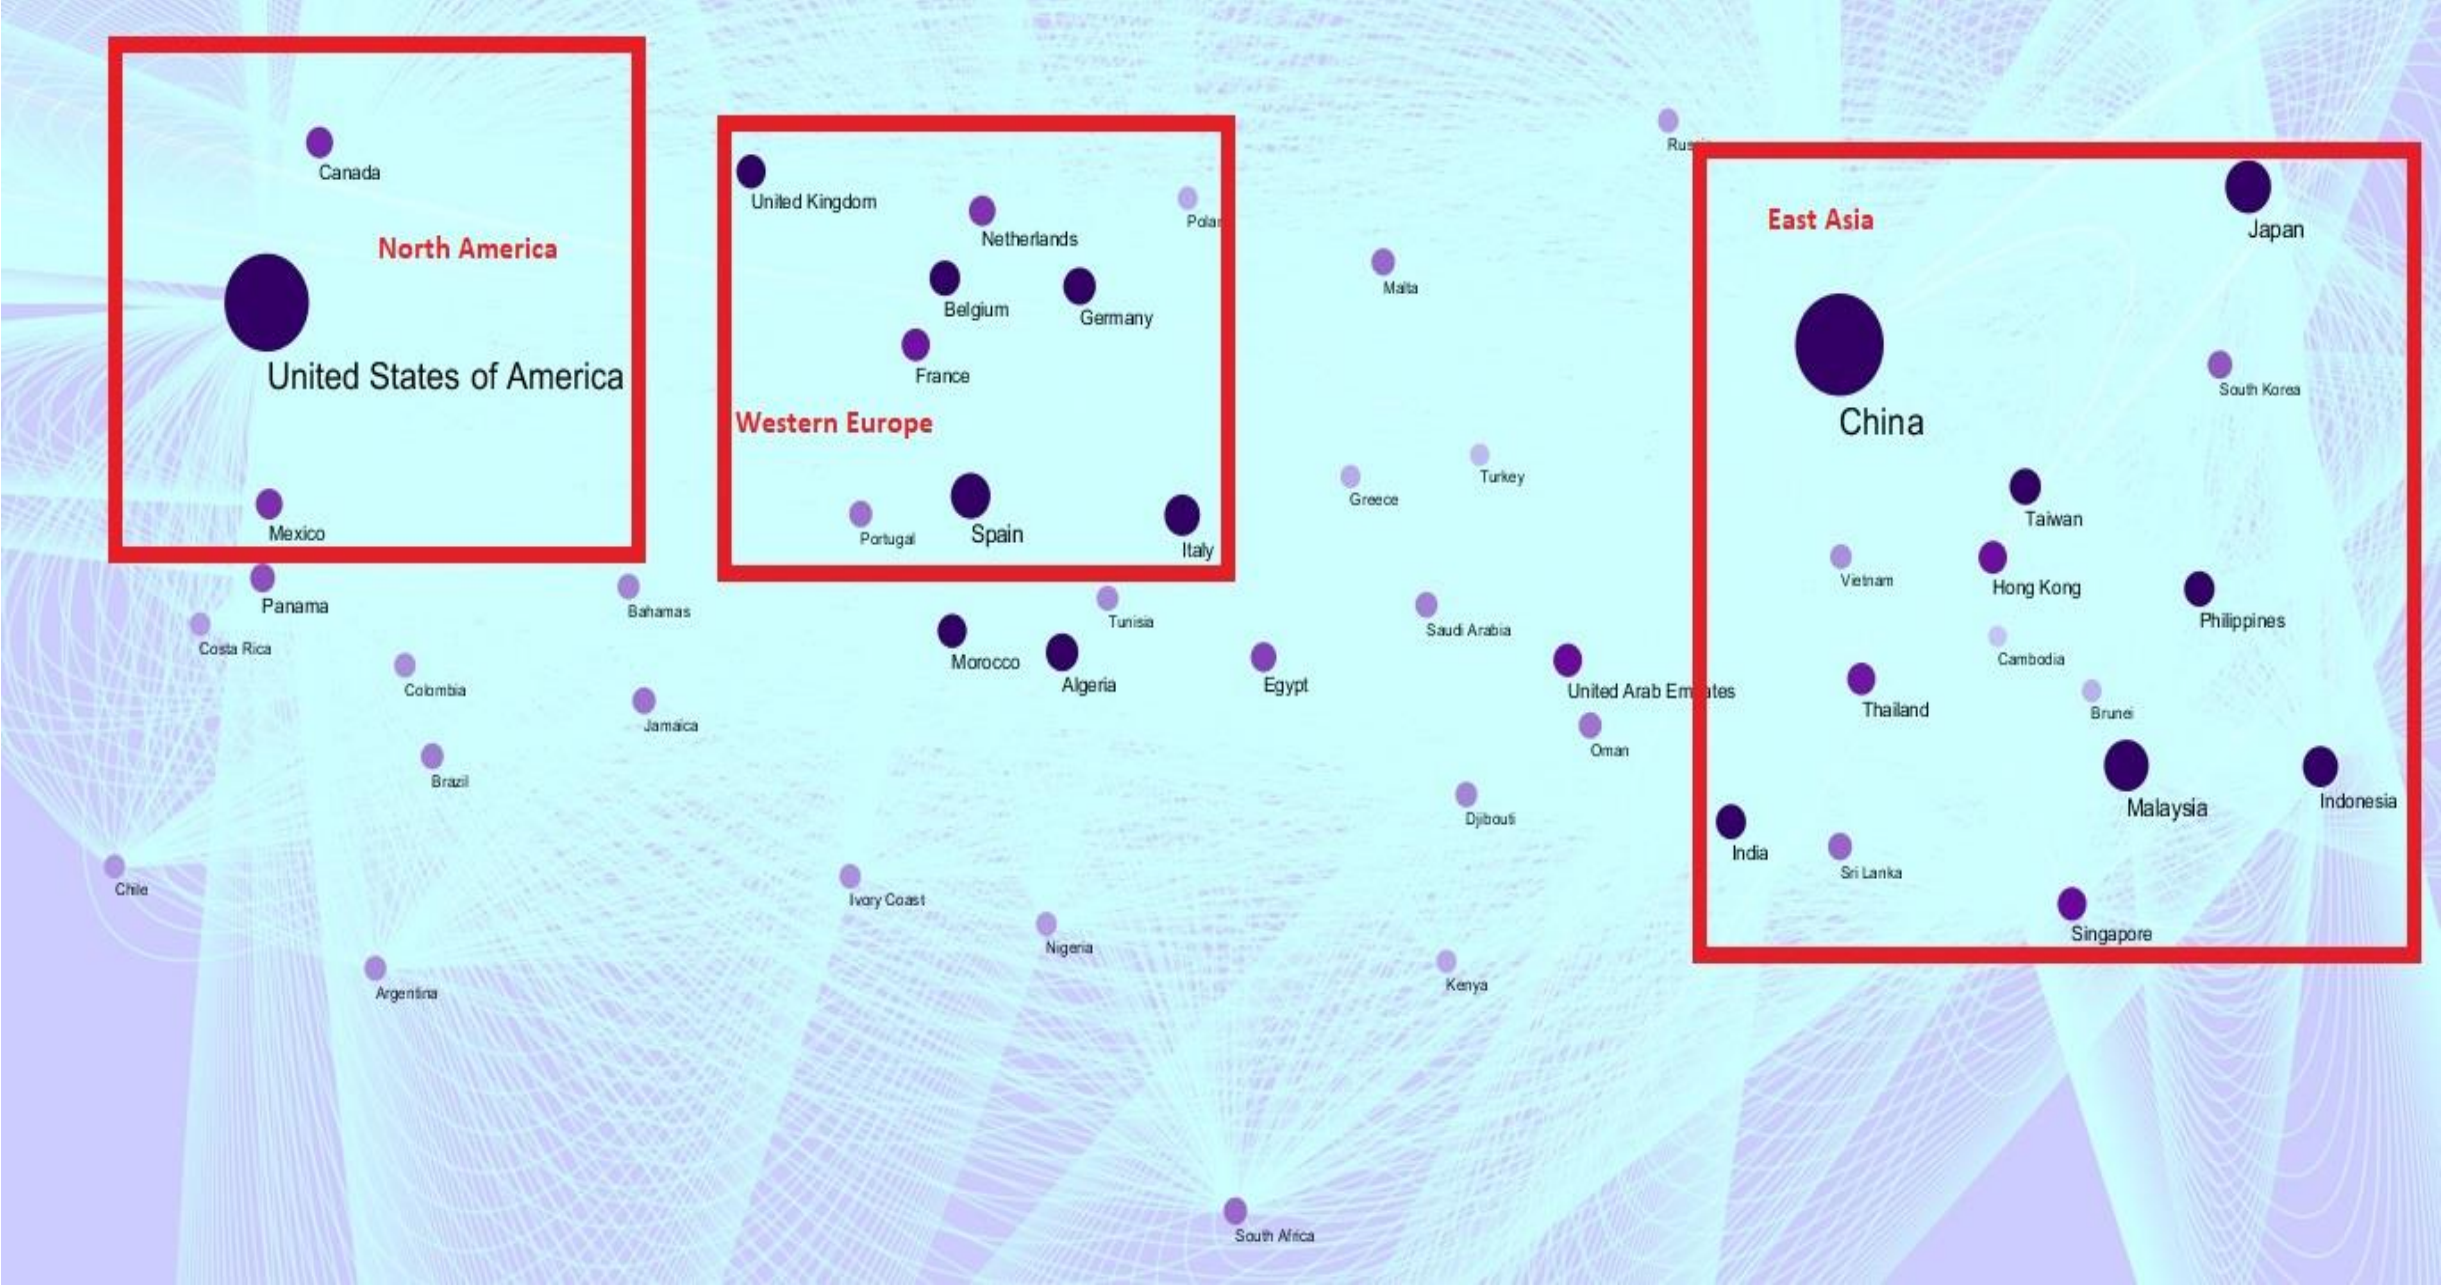 Canada
North America
United States of America
Mexico
United Kingdom
Netherlands
Belgium
Germany
France
Western Europe
Portugal
Spain
Italy
Malta
Greece
Turkey
East Asia
Japan
China
South Korea
Taiwan
Vietnam
Hong Kong
Philippines
Cambodia
Thailand
Brunei
Malaysia
Indonesia
India
Sri Lanka
Singapore
Panama
Costa Rica
Bahamas
Colombia
Jamaica
Brazil
Chile
Argentina
Tunisia
Morocco
Algeria
Egypt
Saudi Arabia
United Arab Emirates
Oman
Djibouti
Ivory Coast
Nigeria
Kenya
South Africa